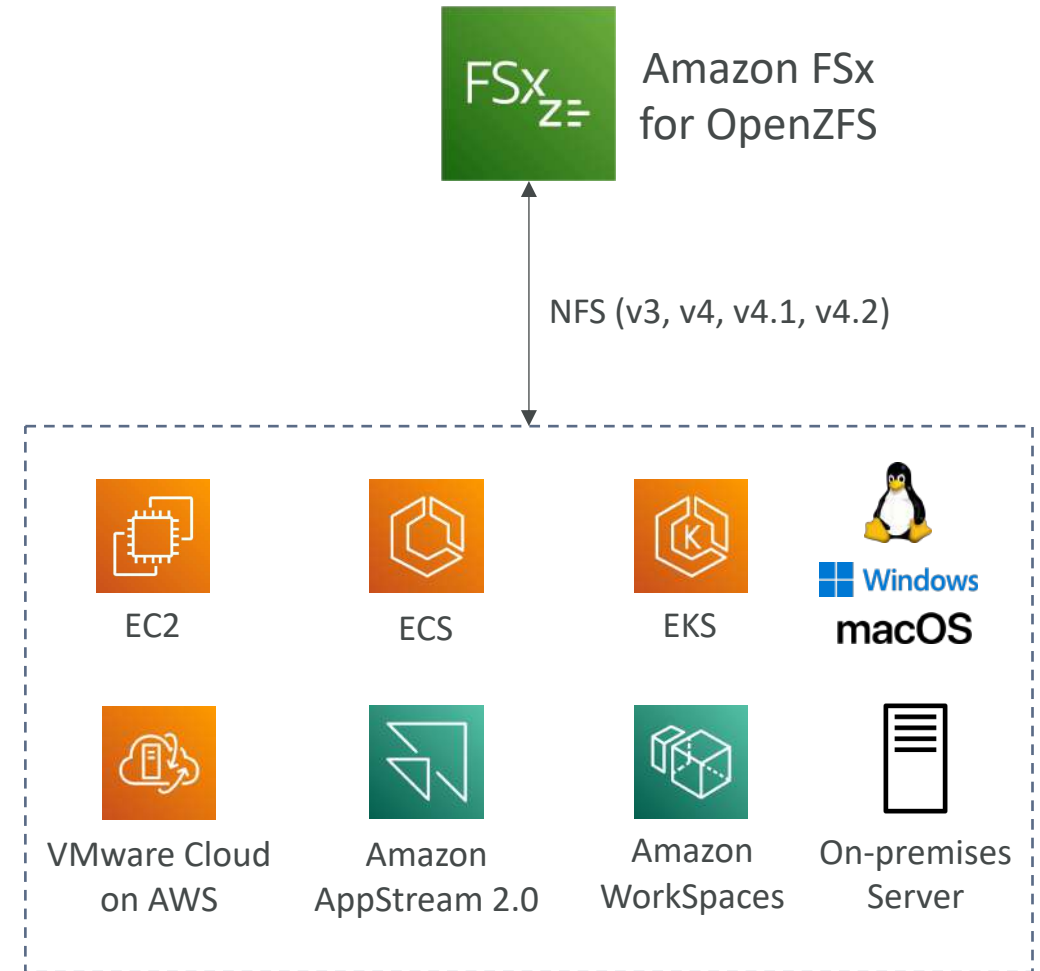 FSx
Z
Amazon FSx
for OpenZFS
NFS (v3, v4, v4.1, v4.2)
EC2
ECS
K
EKS
Windows
macOS
VMware Cloud
on AWS
Amazon
AppStream 2.0
Amazon
WorkSpaces
On-premises
Server